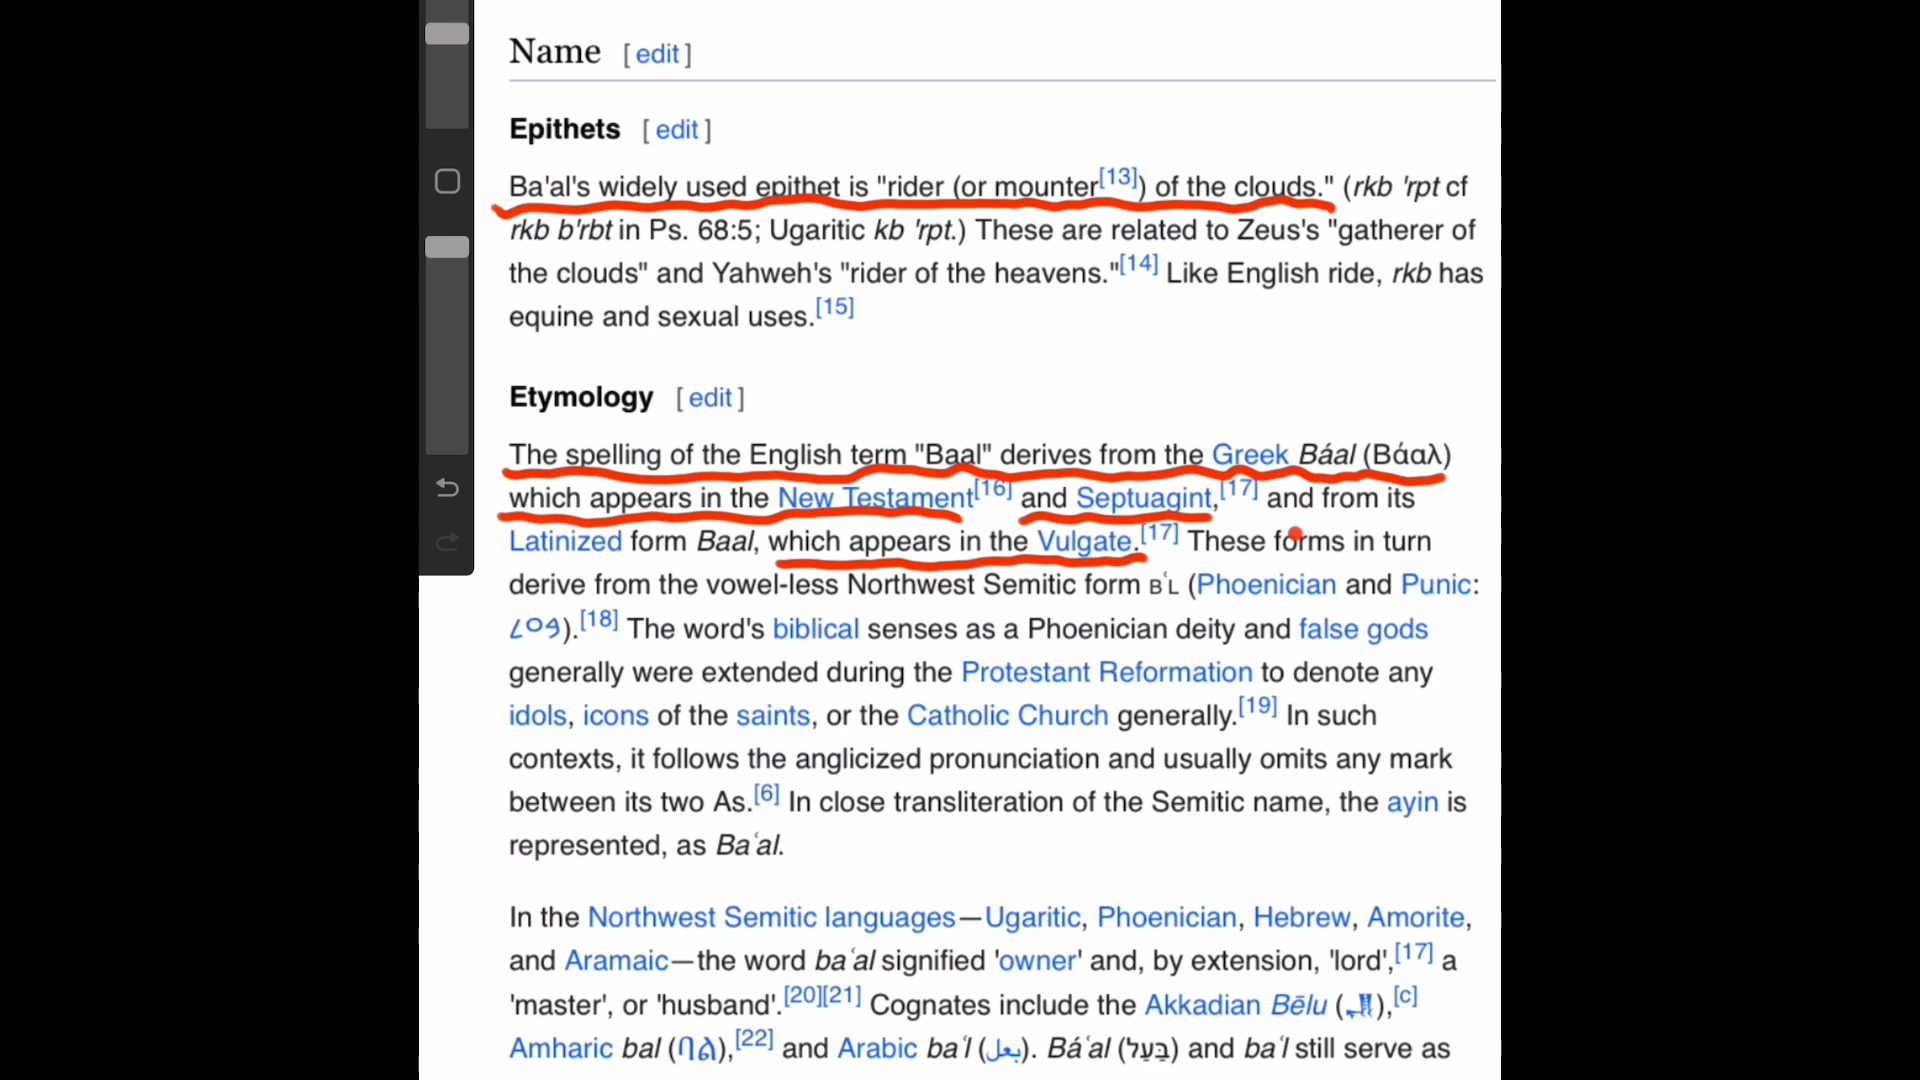 Name [ edit ]
Epithets [ edit ]
Ba'al's widely used epithet is "rider (or mounter[13]) of the clouds." (rkb 'rpt cf
rkb b'rbt in Ps. 68:5; Ugaritic kb 'rpt.) These are related to Zeus's "gatherer of
the clouds" and Yahweh's "rider of the heavens."[14] Like English ride, rkb has
equine and sexual uses.[15]
Etymology [ edit ]
The spelling of the English term "Baal" derives from the Greek Báal (Βάαλ)
which appears in the New Testament[16] and Septuagint,[17] and from its
Latinized form Baal, which appears in the Vulgate.[17] These forms in turn
derive from the vowel-less Northwest Semitic form BʿL (Phoenician and Punic:
𐤁𐤏𐤋).[18] The word's biblical senses as a Phoenician deity and false gods
generally were extended during the Protestant Reformation to denote any
idols, icons of the saints, or the Catholic Church generally.[19] In such
contexts, it follows the anglicized pronunciation and usually omits any mark
between its two As.[6] In close transliteration of the Semitic name, the ayin is
represented, as Baʿal.
In the Northwest Semitic languages—Ugaritic, Phoenician, Hebrew, Amorite,
and Aramaic—the word baʿal signified 'owner' and, by extension, 'lord',[17] a
'master', or 'husband'.[20][21] Cognates include the Akkadian Bēlu (𒂗),[c]
Amharic bal (ባል),[22] and Arabic baʿl (بعل). Báʿal (בַּעַל) and baʿl still serve as